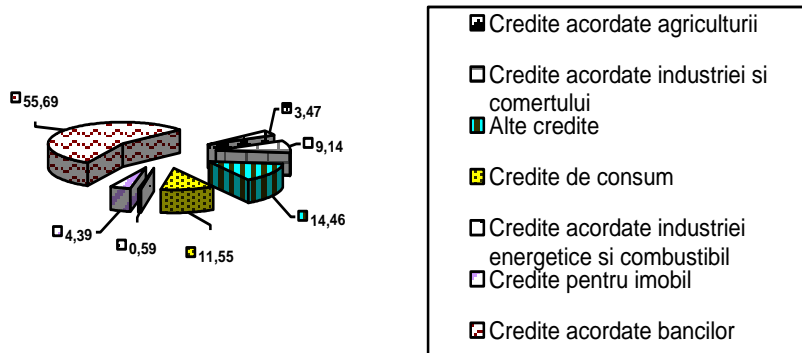 55,69
3,47
9,14
14,46
11,55
0,59
4,39
Credite acordate agriculturii
Credite acordate industriei si
comertului
Alte credite
Credite de consum
Credite acordate industriei
energetice si combustibil
Credite pentru imobil
Credite acordate bancilor